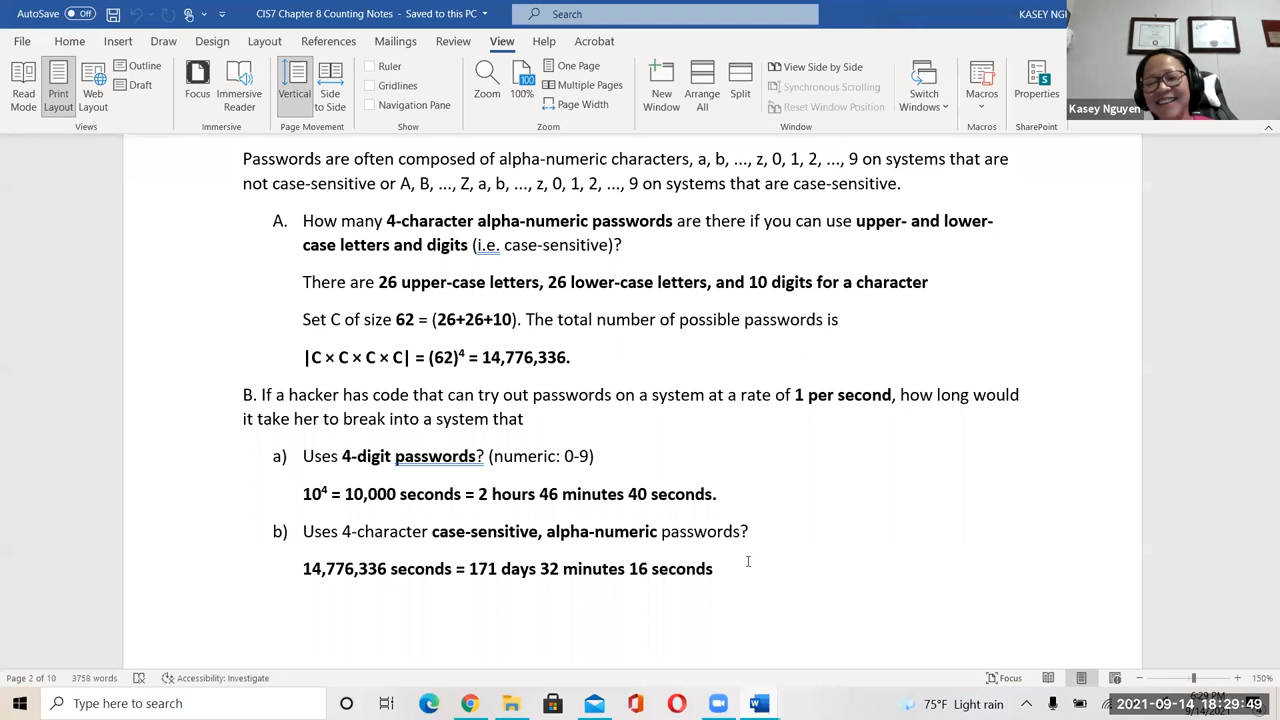 AutoSave Off CIS7 Chapter 4 Counting - Saved to this PC Search KASEY NGU
File Home Insert Draw Design Layout References Mailings Review View Help Acrobat
Read Mode
Print Layout
Web Layout
Outline
Draft
Views
Focus
Immersive Reader
Immersive
Vertical
Side to Side
Page Movement
Ruler
Gridlines
Navigation Pane
Show
Zoom
100
100%
One Page
Multiple Pages
Page Width
Zoom
New Window
Arrange All
Split
View Side by Side
Synchronous Scrolling
Reset Window Position
Window
Switch Windows
Macros
Macros
Properties
SharePoint
Kasey Nguyen
Passwords are often composed of alpha-numeric characters, a, b, ..., z, 0, 1, 2, ..., 9 on systems that are
not case-sensitive or A, B, ..., Z, a, b, ..., z, 0, 1, 2, ..., 9 on systems that are case-sensitive.
A. How many 4-character alpha-numeric passwords are there if you can use upper- and lower-
case letters and digits (i.e. case-sensitive)?
There are 26 upper-case letters, 26 lower-case letters, and 10 digits for a character
Set C of size 62 = (26+26+10). The total number of possible passwords is
|C × C × C × C| = (62)⁴ = 14,776,336.
B. If a hacker has code that can try out passwords on a system at a rate of 1 per second, how long would
it take her to break into a system that
a) Uses 4-digit passwords? (numeric: 0-9)
10⁴ = 10,000 seconds = 2 hours 46 minutes 40 seconds.
b) Uses 4-character case-sensitive, alpha-numeric passwords?
14,776,336 seconds = 171 days 32 minutes 16 seconds
Page 2 of 10 3758 words Accessibility: Investigate Focus 150%
Type here to search 75°F Light rain 6:29 PM
2021-09-14 18:29:49
9/14/2021